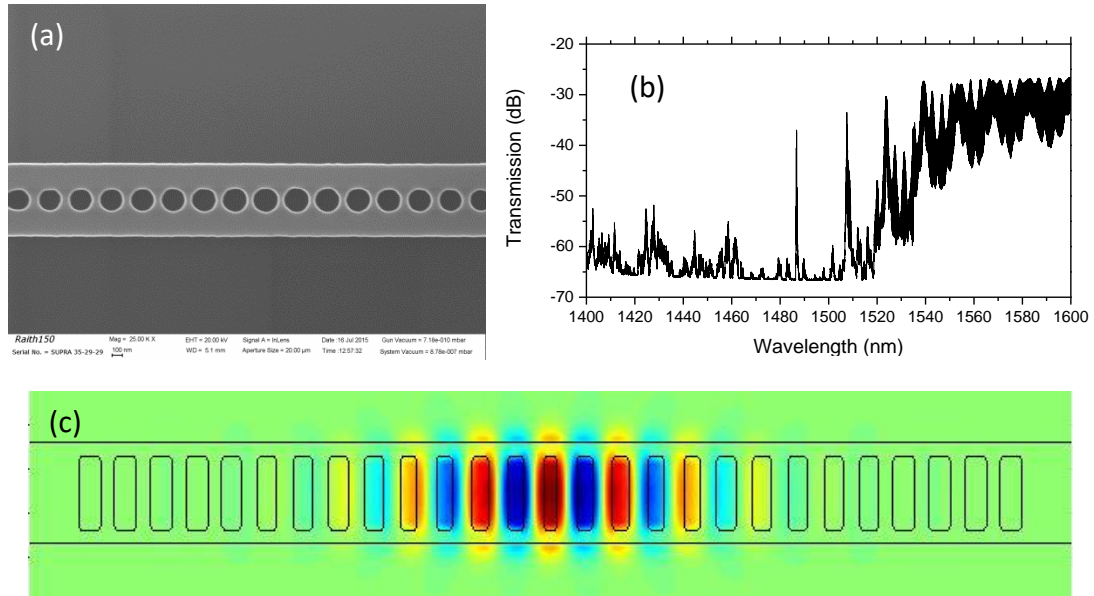 (a)
Raith150
Mag = 25.00 K X
EHT = 20.00 kV
Signal A = InLens
Date :16 Jul 2015
Gun Vacuum = 7.18e-010 mbar
Serial No. = SUPRA 35-29-29
100 nm
WD = 5.1 mm
Aperture Size = 20.00 µm
Time :12:57:32
System Vacuum = 8.78e-007 mbar
(b)
Transmission (dB)
-20
-30
-40
-50
-60
-70
1400 1420 1440 1460 1480 1500 1520 1540 1560 1580 1600
Wavelength (nm)
(c)